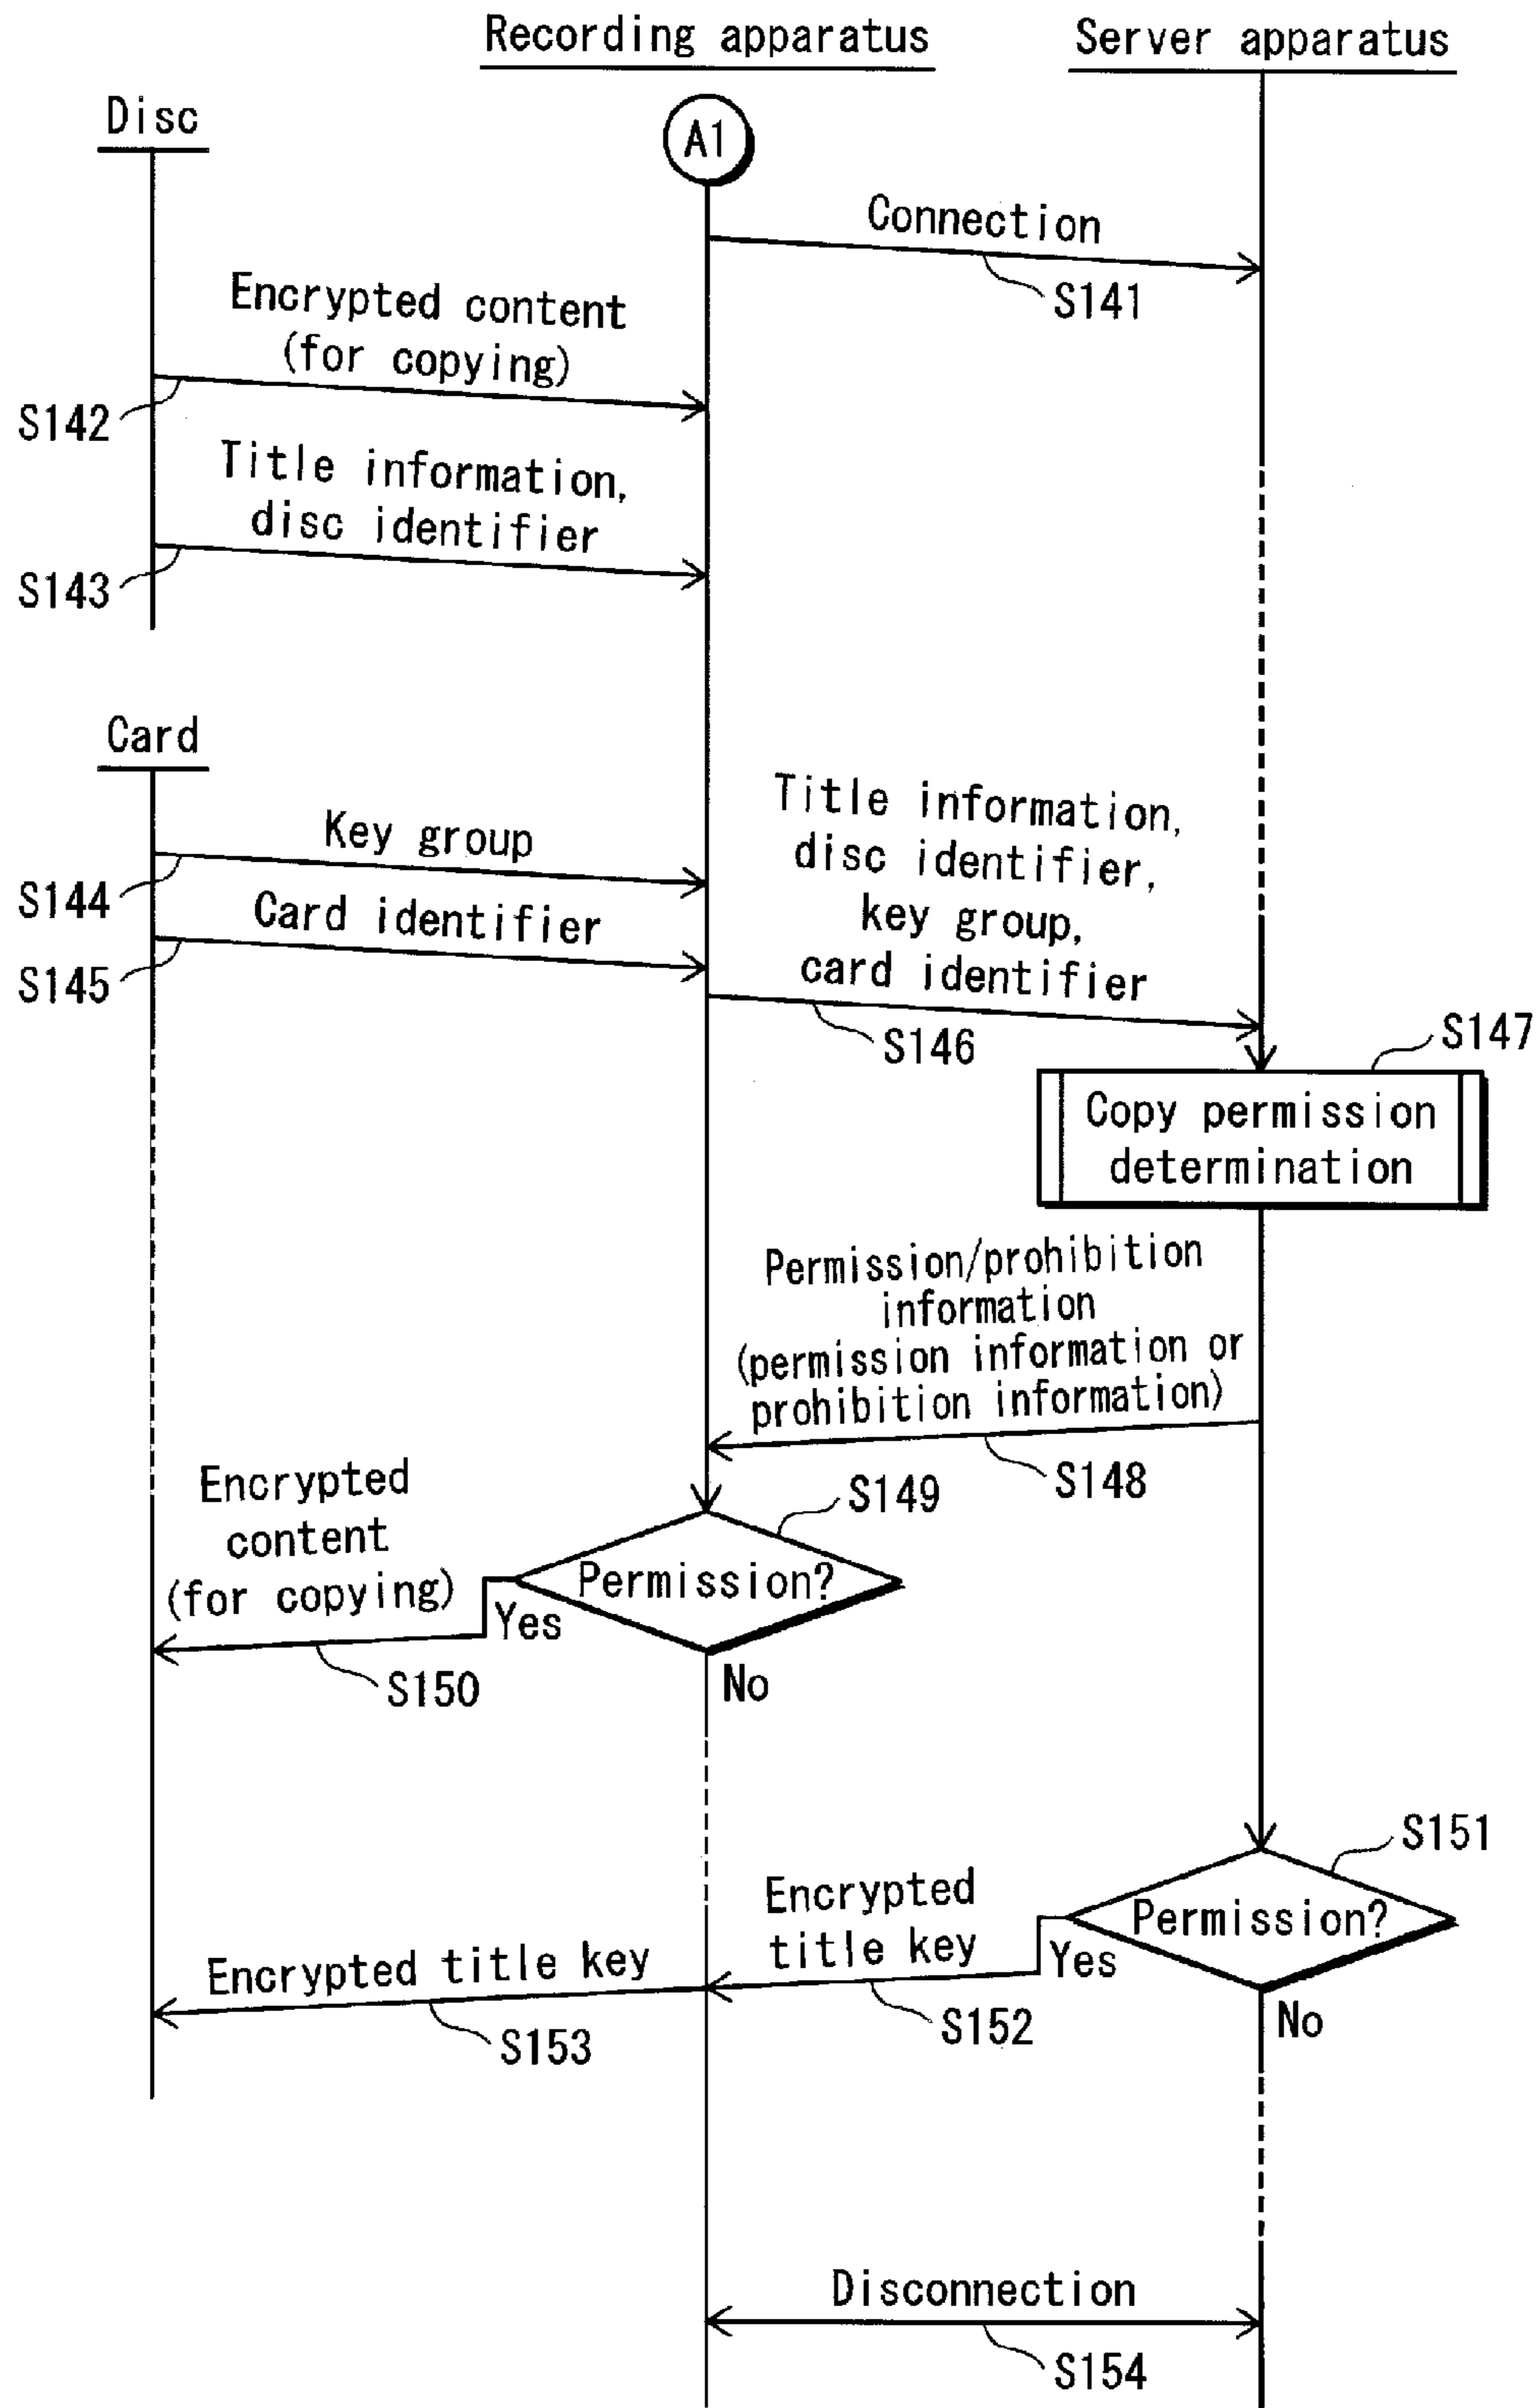 Recording apparatus
Server apparatus
Disc
A1
Connection
S141
Encrypted content
(for copying)
S142
Title information,
disc identifier
S143
Card
Key group
S144
Card identifier
S145
Title information,
disc identifier,
key group,
card identifier
S146
S147
Copy permission
determination
Permission/prohibition
information
(permission information or
prohibition information)
S148
S149
Encrypted
content
(for copying)
Permission?
Yes
S150
No
S151
Permission?
Encrypted
title key
Yes
Encrypted title key
S152
No
S153
Disconnection
S154